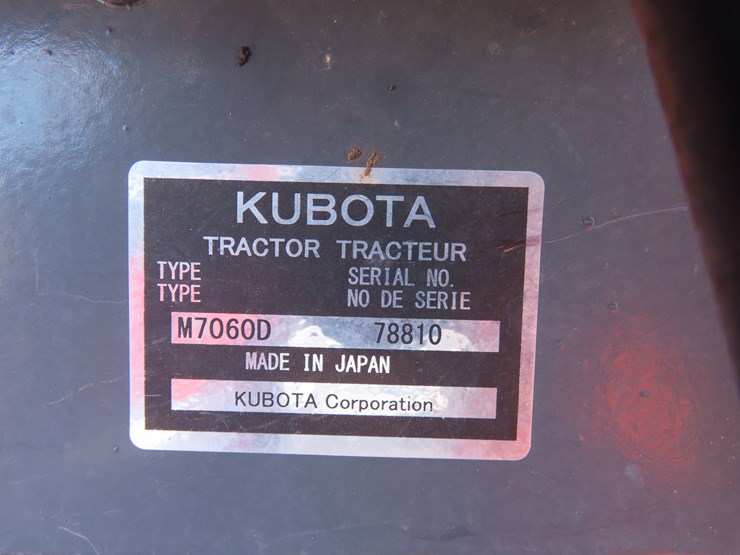 KUBOTA
TRACTOR TRACTEUR
TYPE SERIAL NO.
TYPE NO DE SERIE
M7060D 78810
MADE IN JAPAN
KUBOTA Corporation